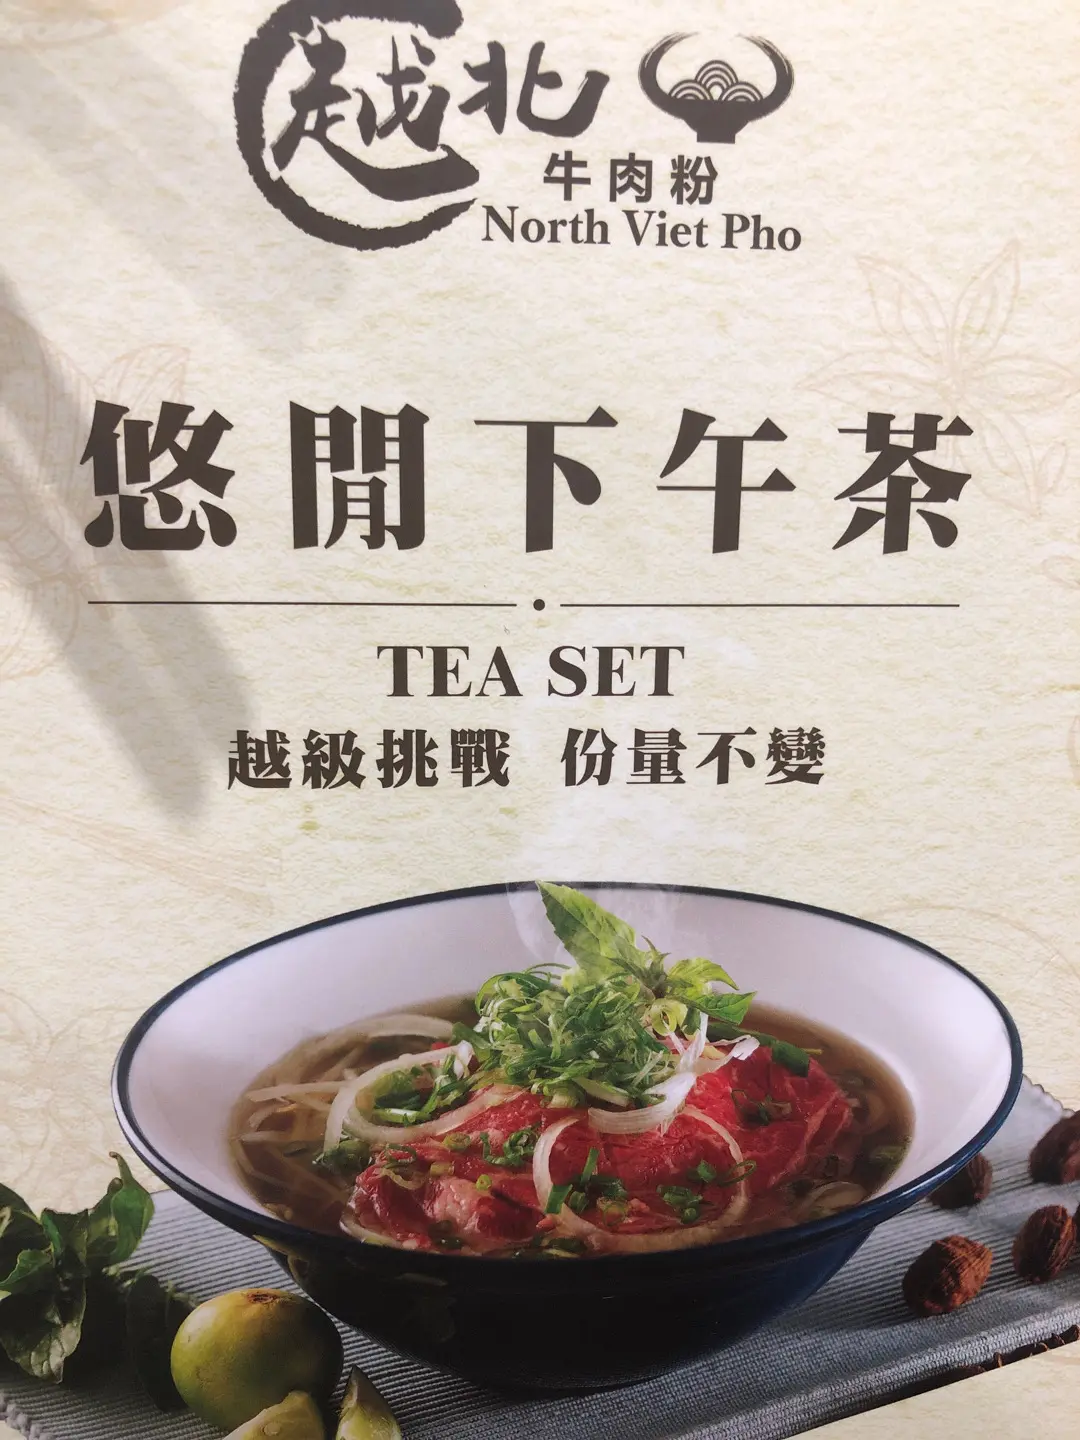 越北
牛肉粉
North Viet Pho
悠閒下午茶
TEA SET
越級挑戰 份量不變